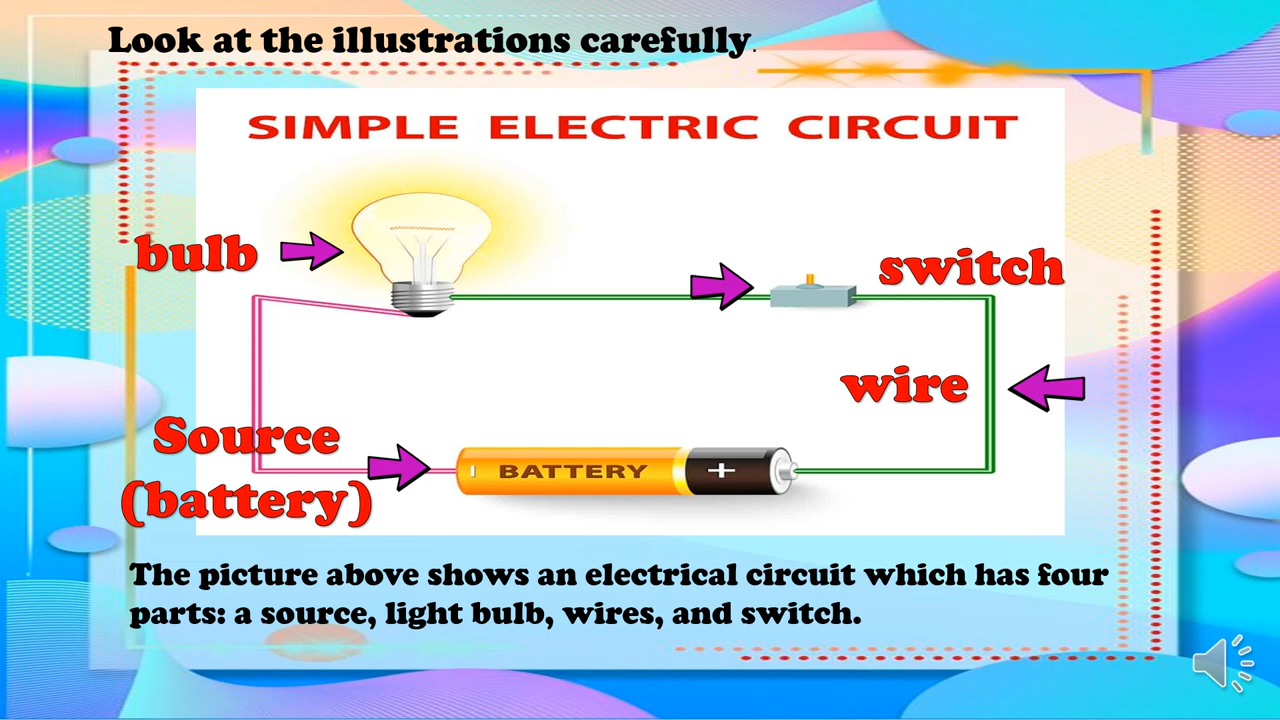 Look at the illustrations carefully.
SIMPLE ELECTRIC CIRCUIT
bulb
switch
wire
Source
(battery)
BATTERY +
The picture above shows an electrical circuit which has four
parts: a source, light bulb, wires, and switch.